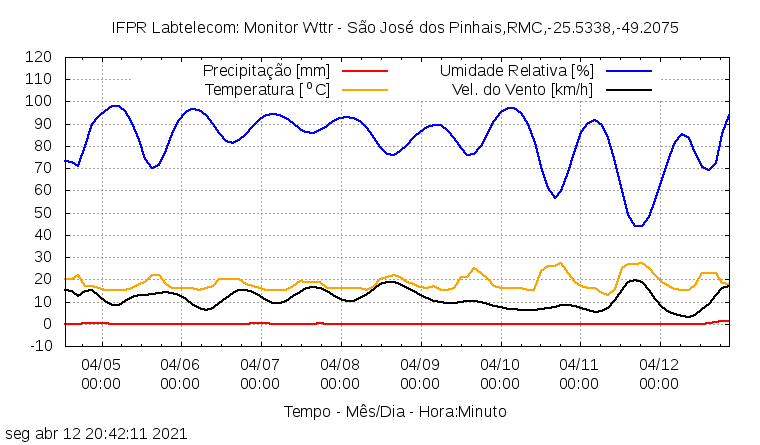 IFPR Labtelecom: Monitor Wttr - São José dos Pinhais,RMC,-25.5338,-49.2075
120
110
100
90
80
70
60
50
40
30
20
10
0
-10
Precipitação [mm]
Temperatura [⁰C]
Umidade Relativa [%]
Vel. do Vento [km/h]
04/05 04/06 04/07 04/08 04/09 04/10 04/11 04/12
00:00 00:00 00:00 00:00 00:00 00:00 00:00 00:00
Tempo - Mês/Dia - Hora:Minuto
seg abr 12 20:42:11 2021